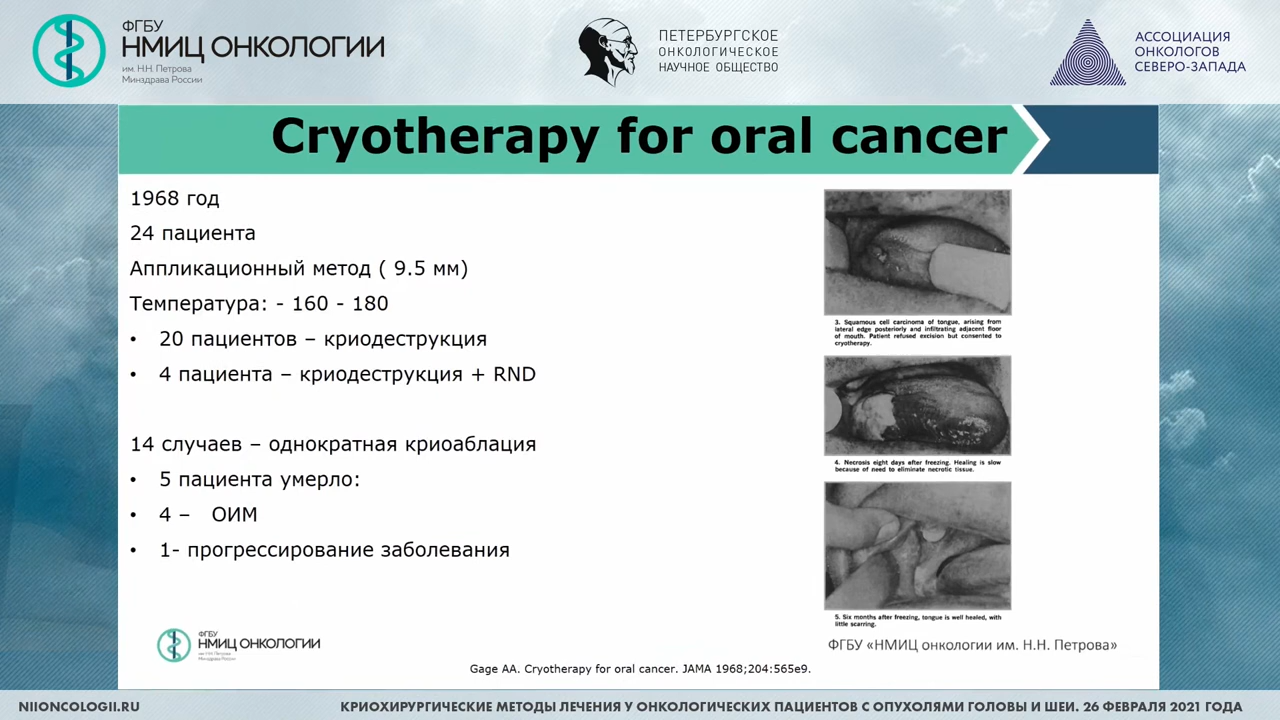 ФГБУ
НМИЦ ОНКОЛОГИИ
им. Н.Н. Петрова
Минздрава России
ПЕТЕРБУРГСКОЕ
ОНКОЛОГИЧЕСКОЕ
НАУЧНОЕ ОБЩЕСТВО
АССОЦИАЦИЯ
ОНКОЛОГОВ
СЕВЕРО-ЗАПАДА
Cryotherapy for oral cancer
1968 год
24 пациента
Аппликационный метод ( 9.5 мм)
Температура: - 160 - 180
• 20 пациентов – криодеструкция
• 4 пациента – криодеструкция + RND
14 случаев – однократная криоаблация
• 5 пациента умерло:
• 4 – ОИМ
• 1- прогрессирование заболевания
3. Squamous cell carcinoma of tongue, arising from
lateral edge posteriorly and infiltrating adjacent floor
of mouth. Patient refused excision but consented to
cryotherapy.
4. Necrosis eight days after freezing. Healing is slow
because of need to eliminate necrotic tissue.
5. Six months after freezing, tongue is well healed, with
little scarring.
ФГБУ
НМИЦ ОНКОЛОГИИ
им. Н.Н. Петрова
Минздрава России
ФГБУ «НМИЦ онкологии им. Н.Н. Петрова»
Gage AA. Cryotherapy for oral cancer. JAMA 1968;204:565e9.
NIIONCOLOGII.RU
КРИОХИРУРГИЧЕСКИЕ МЕТОДЫ ЛЕЧЕНИЯ У ОНКОЛОГИЧЕСКИХ ПАЦИЕНТОВ С ОПУХОЛЯМИ ГОЛОВЫ И ШЕИ. 26 ФЕВРАЛЯ 2021 ГОДА